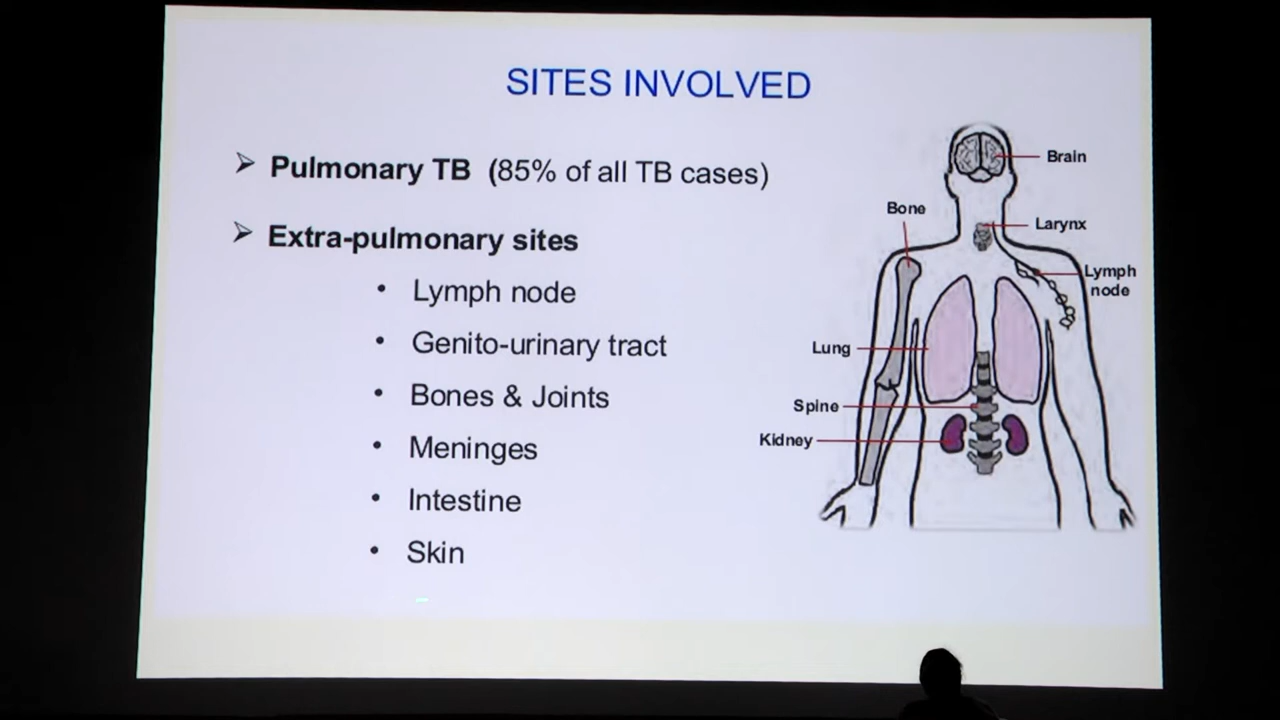 SITES INVOLVED
➢ Pulmonary TB (85% of all TB cases)
➢ Extra-pulmonary sites
• Lymph node
• Genito-urinary tract
• Bones & Joints
• Meninges
• Intestine
• Skin
Brain
Bone
Larynx
Lymph
node
Lung
Spine
Kidney